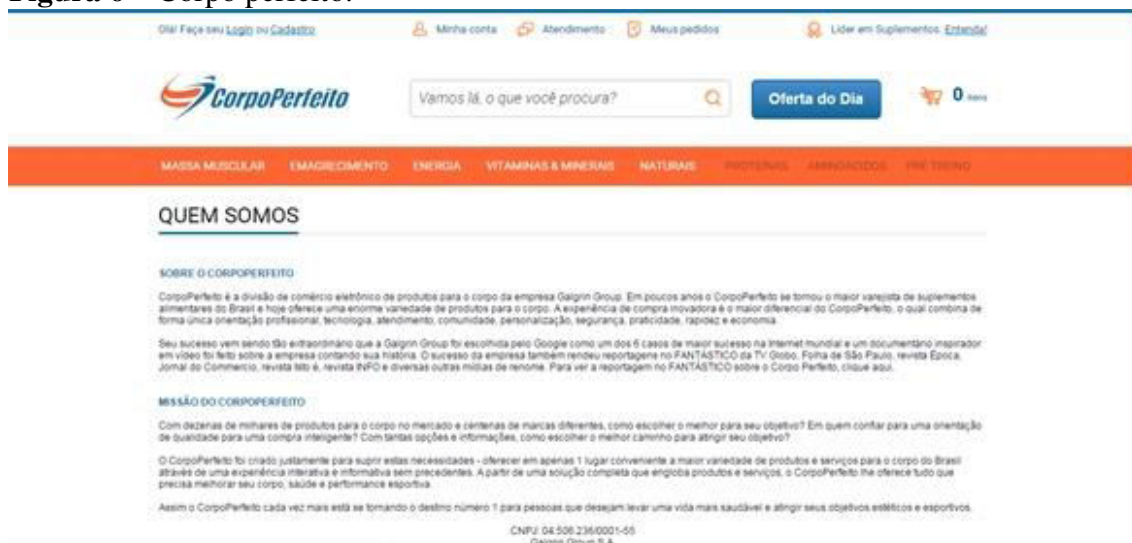 Figura 6 – Corpo perfeito.
Olá! Faça seu Login ou Cadastro
Minha conta
Atendimento
Meus pedidos
Líder em Suplementos. Entenda!
CorpoPerfeito
Vamos lá, o que você procura?
Oferta do Dia
0 itens
MASSA MUSCULAR EMAGRECIMENTO ENERGIA VITAMINAS & MINERAIS NATURAIS PROTEÍNAS AMINOÁCIDOS PRÉ TREINO
QUEM SOMOS
SOBRE O CORPOPERFEITO
CorpoPerfeito é a divisão de comércio eletrônico de produtos para o corpo da empresa Galgrin Group. Em poucos anos o CorpoPerfeito se tornou o maior varejista de suplementos
alimentares do Brasil e hoje oferece uma enorme variedade de produtos para o corpo. A experiência de compra inovadora é o maior diferencial do CorpoPerfeito, o qual combina de
forma única orientação profissional, tecnologia, atendimento, comunidade, personalização, segurança, praticidade, rapidez e economia.
Seu sucesso vem sendo tão extraordinário que a Galgrin Group foi escolhida pelo Google como um dos 6 casos de maior sucesso na Internet mundial e um documentário inspirador
em vídeo foi feito sobre a empresa contando sua história. O sucesso da empresa também rendeu reportagens no FANTÁSTICO da TV Globo, Folha de São Paulo, revista Época,
Jornal do Commercio, revista Isto é, revista INFO e diversas outras mídias de renome. Para ver a reportagem no FANTÁSTICO sobre o Corpo Perfeito, clique aqui.
MISSÃO DO CORPOPERFEITO
Com dezenas de milhares de produtos para o corpo no mercado e centenas de marcas diferentes, como escolher o melhor para seu objetivo? Em quem confiar para uma orientação
de qualidade para uma compra inteligente? Com tantas opções e informações, como escolher o melhor caminho para atingir seu objetivo?
O CorpoPerfeito foi criado justamente para suprir estas necessidades - oferecer em apenas 1 lugar conveniente a maior variedade de produtos e serviços para o corpo do Brasil
através de uma experiência interativa e informativa sem precedentes. A partir de uma solução completa que engloba produtos e serviços, o CorpoPerfeito lhe oferece tudo que
precisa melhorar seu corpo, saúde e performance esportiva.
Assim o CorpoPerfeito cada vez mais está se tornando o destino número 1 para pessoas que desejam levar uma vida mais saudável e atingir seus objetivos estéticos e esportivos.
CNPJ: 04.506.236/0001-55
Galgrin Group S.A.